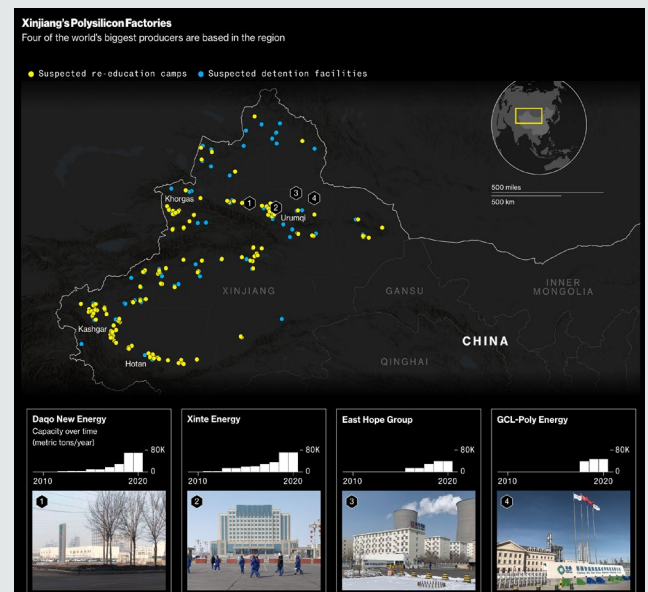 Xinjiang's Polysilicon Factories
Four of the world's biggest producers are based in the region
Suspected re-education camps
Suspected detention facilities
500 miles
500 km
Khorgas
1
2
3
4
Urumqi
XINJIANG
GANSU
INNER
MONGOLIA
Kashgar
Hotan
CHINA
QINGHAI
Daqo New Energy
Capacity over time
(metric tons/year)
80K
0
2010
2020
1
Xinte Energy
80K
0
2010
2020
2
East Hope Group
80K
0
2010
2020
3
GCL-Poly Energy
80K
0
2010
2020
4